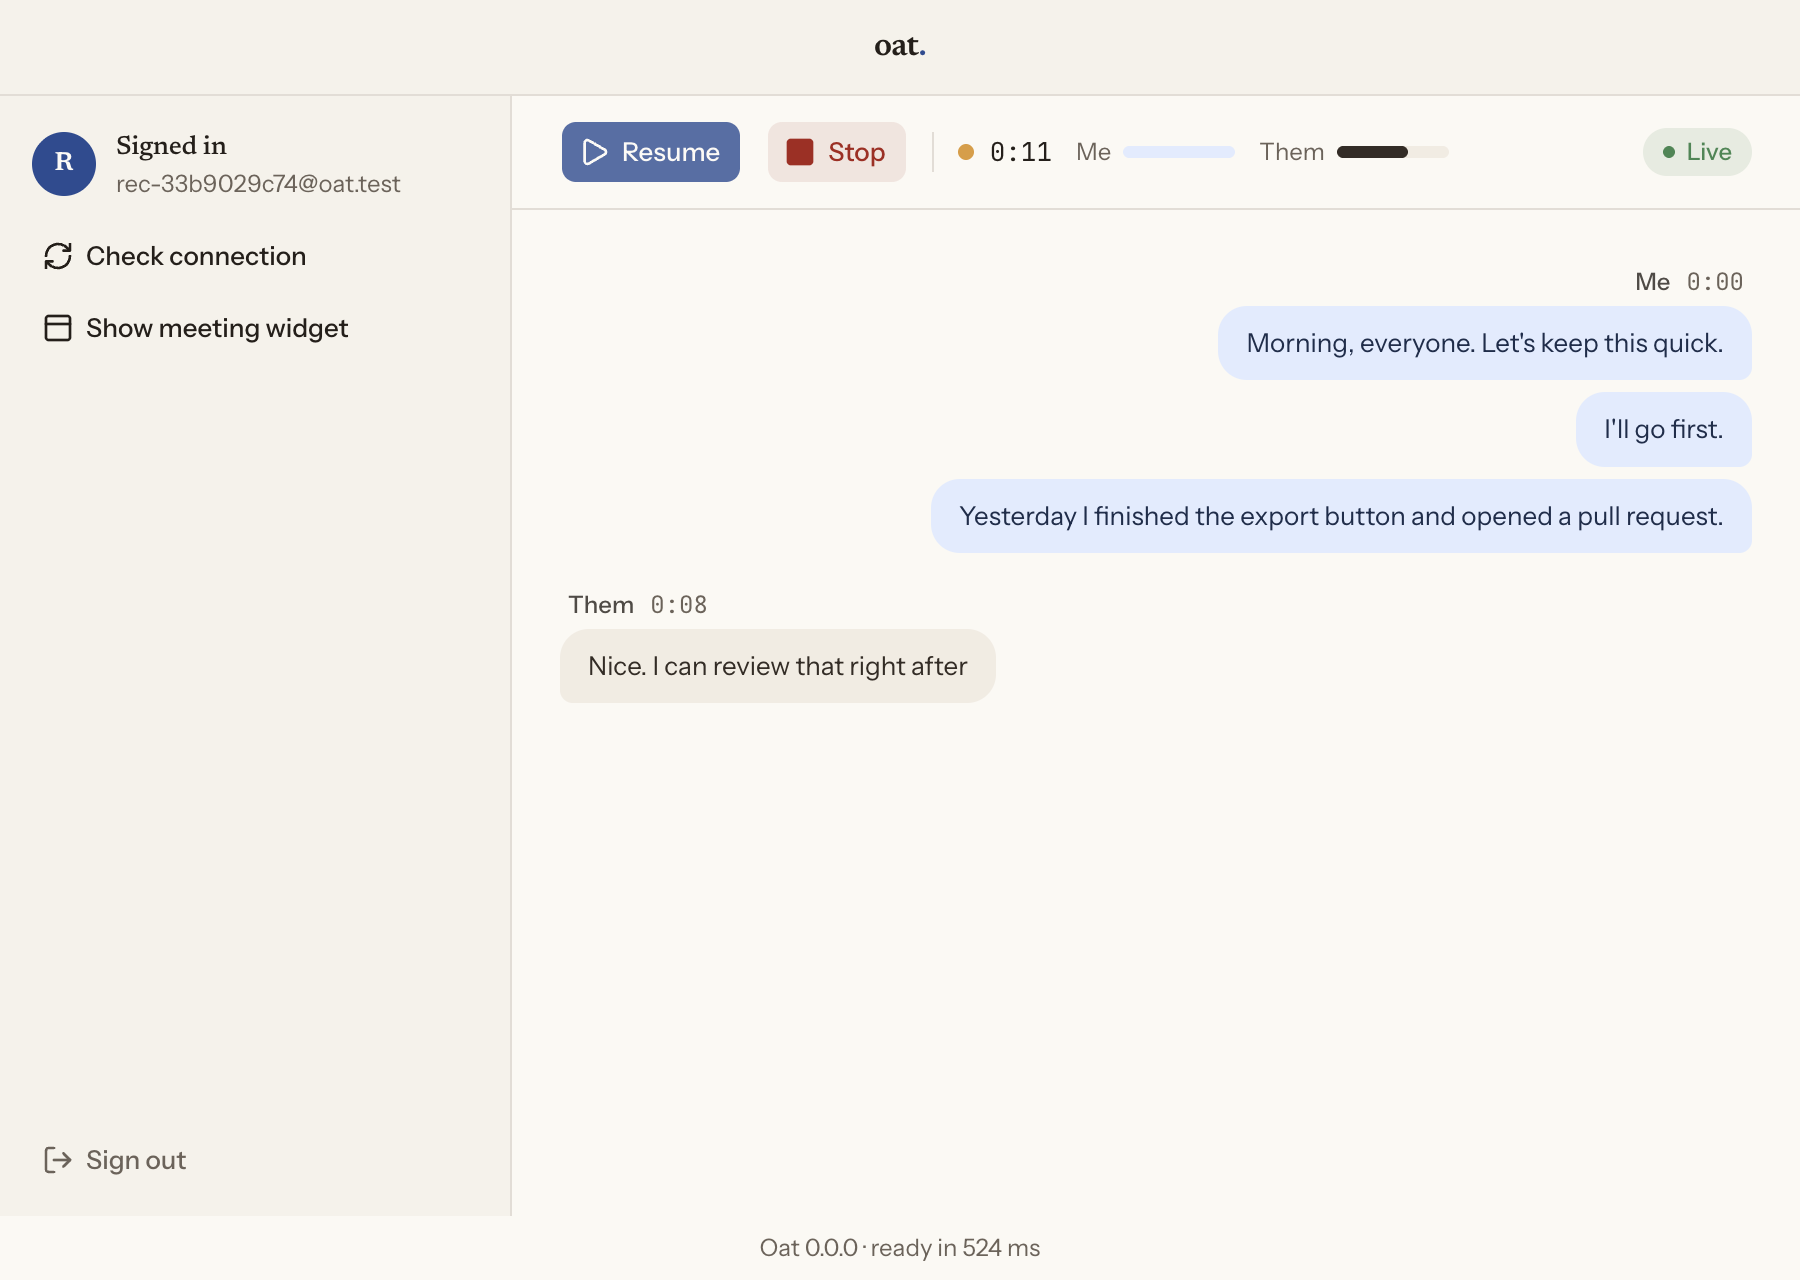 oat.
R
Signed in
rec-33b9029c74@oat.test
Check connection
Show meeting widget
Sign out
Resume
Stop
0:11
Me
Them
Live
Me 0:00
Morning, everyone. Let's keep this quick.
I'll go first.
Yesterday I finished the export button and opened a pull request.
Them 0:08
Nice. I can review that right after
Oat 0.0.0 · ready in 524 ms